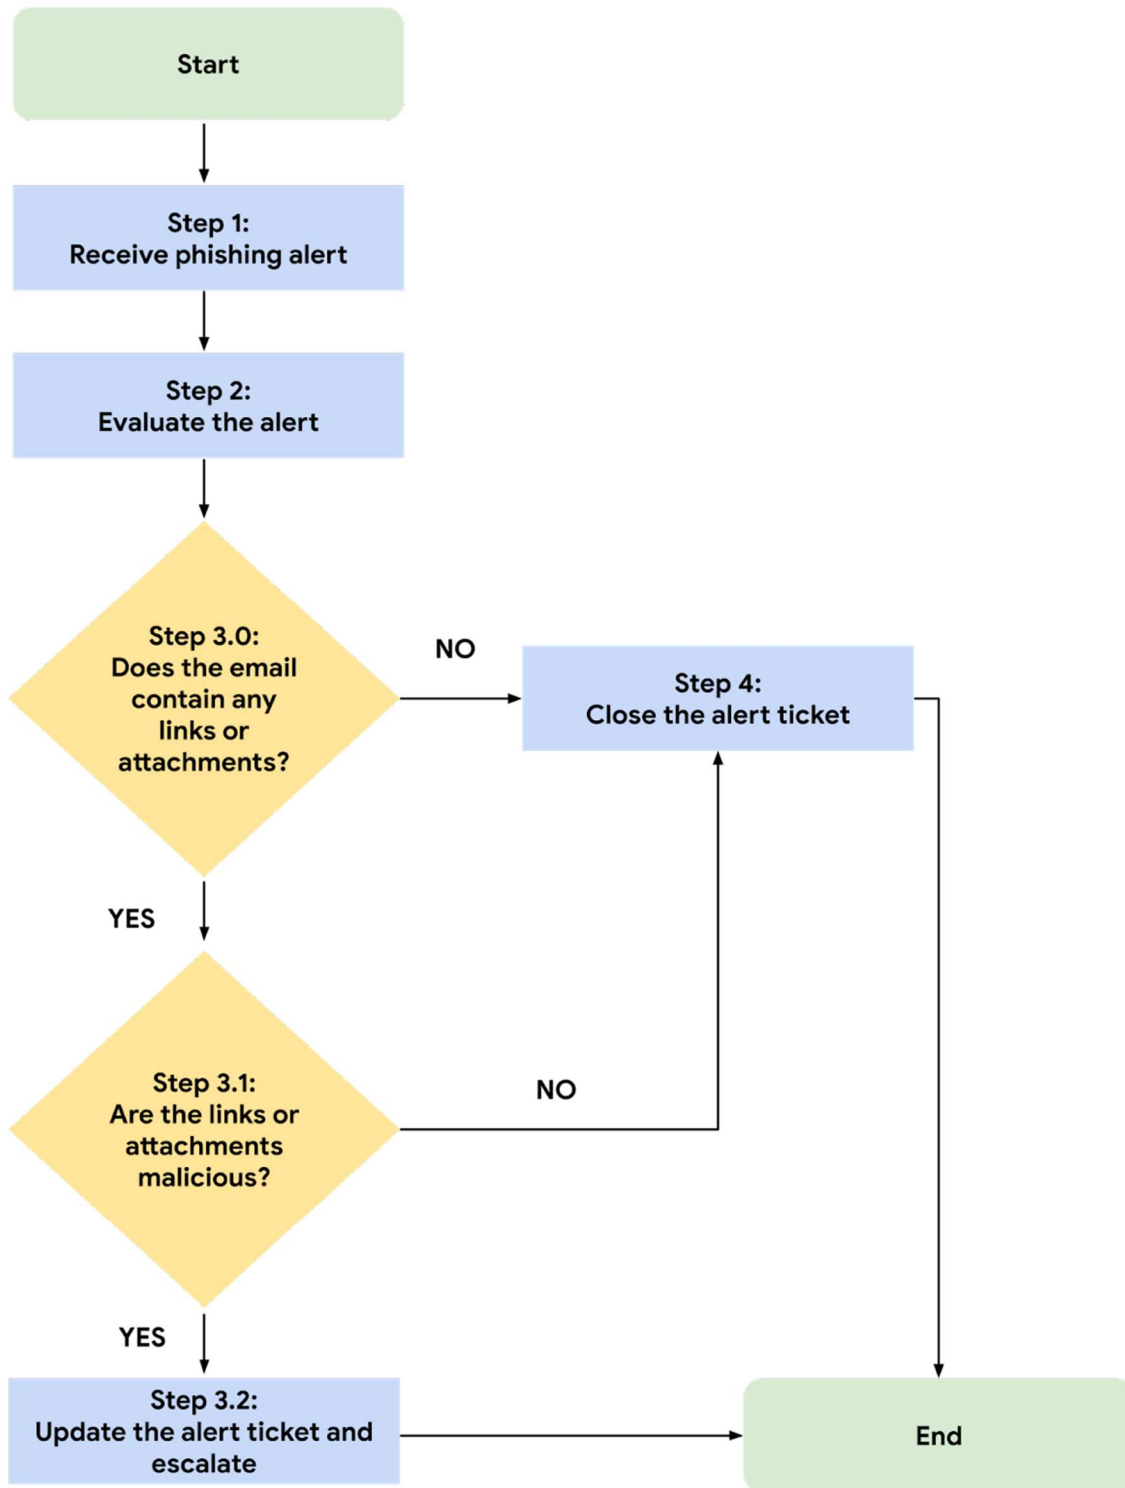 Start
Step 1:
Receive phishing alert
Step 2:
Evaluate the alert
Step 3.0:
Does the email
contain any
links or
attachments?
NO
Step 4:
Close the alert ticket
YES
Step 3.1:
Are the links or
attachments
malicious?
NO
YES
Step 3.2:
Update the alert ticket and
escalate
End